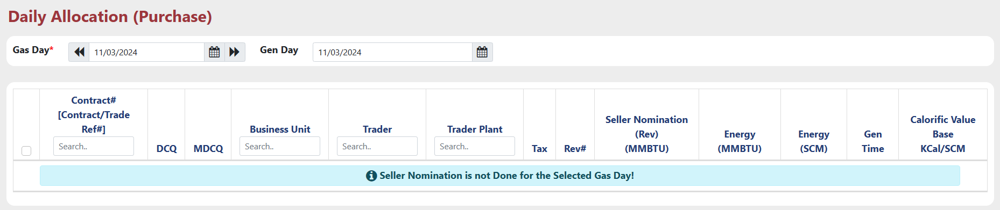 Daily Allocation (Purchase)
Gas Day* 11/03/2024 Gen Day 11/03/2024
Contract#
[Contract/Trade
Ref#]
Search..
DCQ
MDCQ
Business Unit
Search..
Trader
Search..
Trader Plant
Search..
Tax
Rev#
Seller Nomination
(Rev)
(MMBTU)
Energy
(MMBTU)
Energy
(SCM)
Gen
Time
Calorific Value
Base
KCal/SCM
Seller Nomination is not Done for the Selected Gas Day!